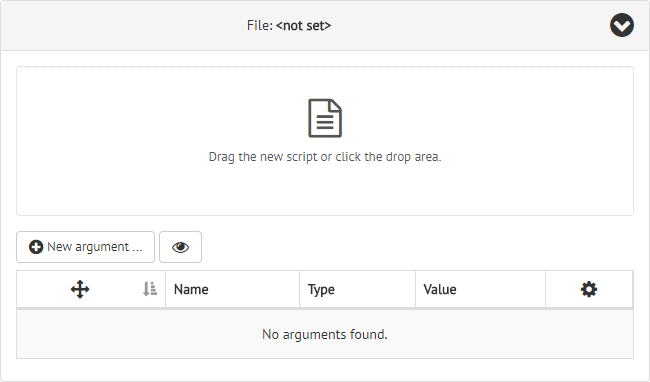 File: <not set>
Drag the new script or click the drop area.
New argument ...
Name Type Value
No arguments found.